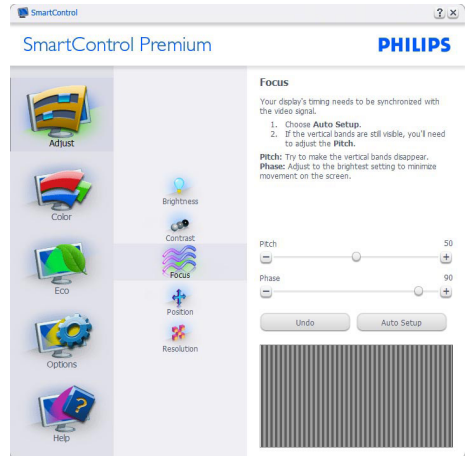 SmartControl
? ×
SmartControl Premium
PHILIPS
Adjust
Color
Eco
Options
Help
Brightness
Contrast
Focus
Position
Resolution
Focus
Your display's timing needs to be synchronized with
the video signal.
1. Choose Auto Setup.
2. If the vertical bands are still visible, you'll need
to adjust the Pitch.
Pitch: Try to make the vertical bands disappear.
Phase: Adjust to the brightest setting to minimize
movement on the screen.
Pitch 50
Phase 90
Undo Auto Setup